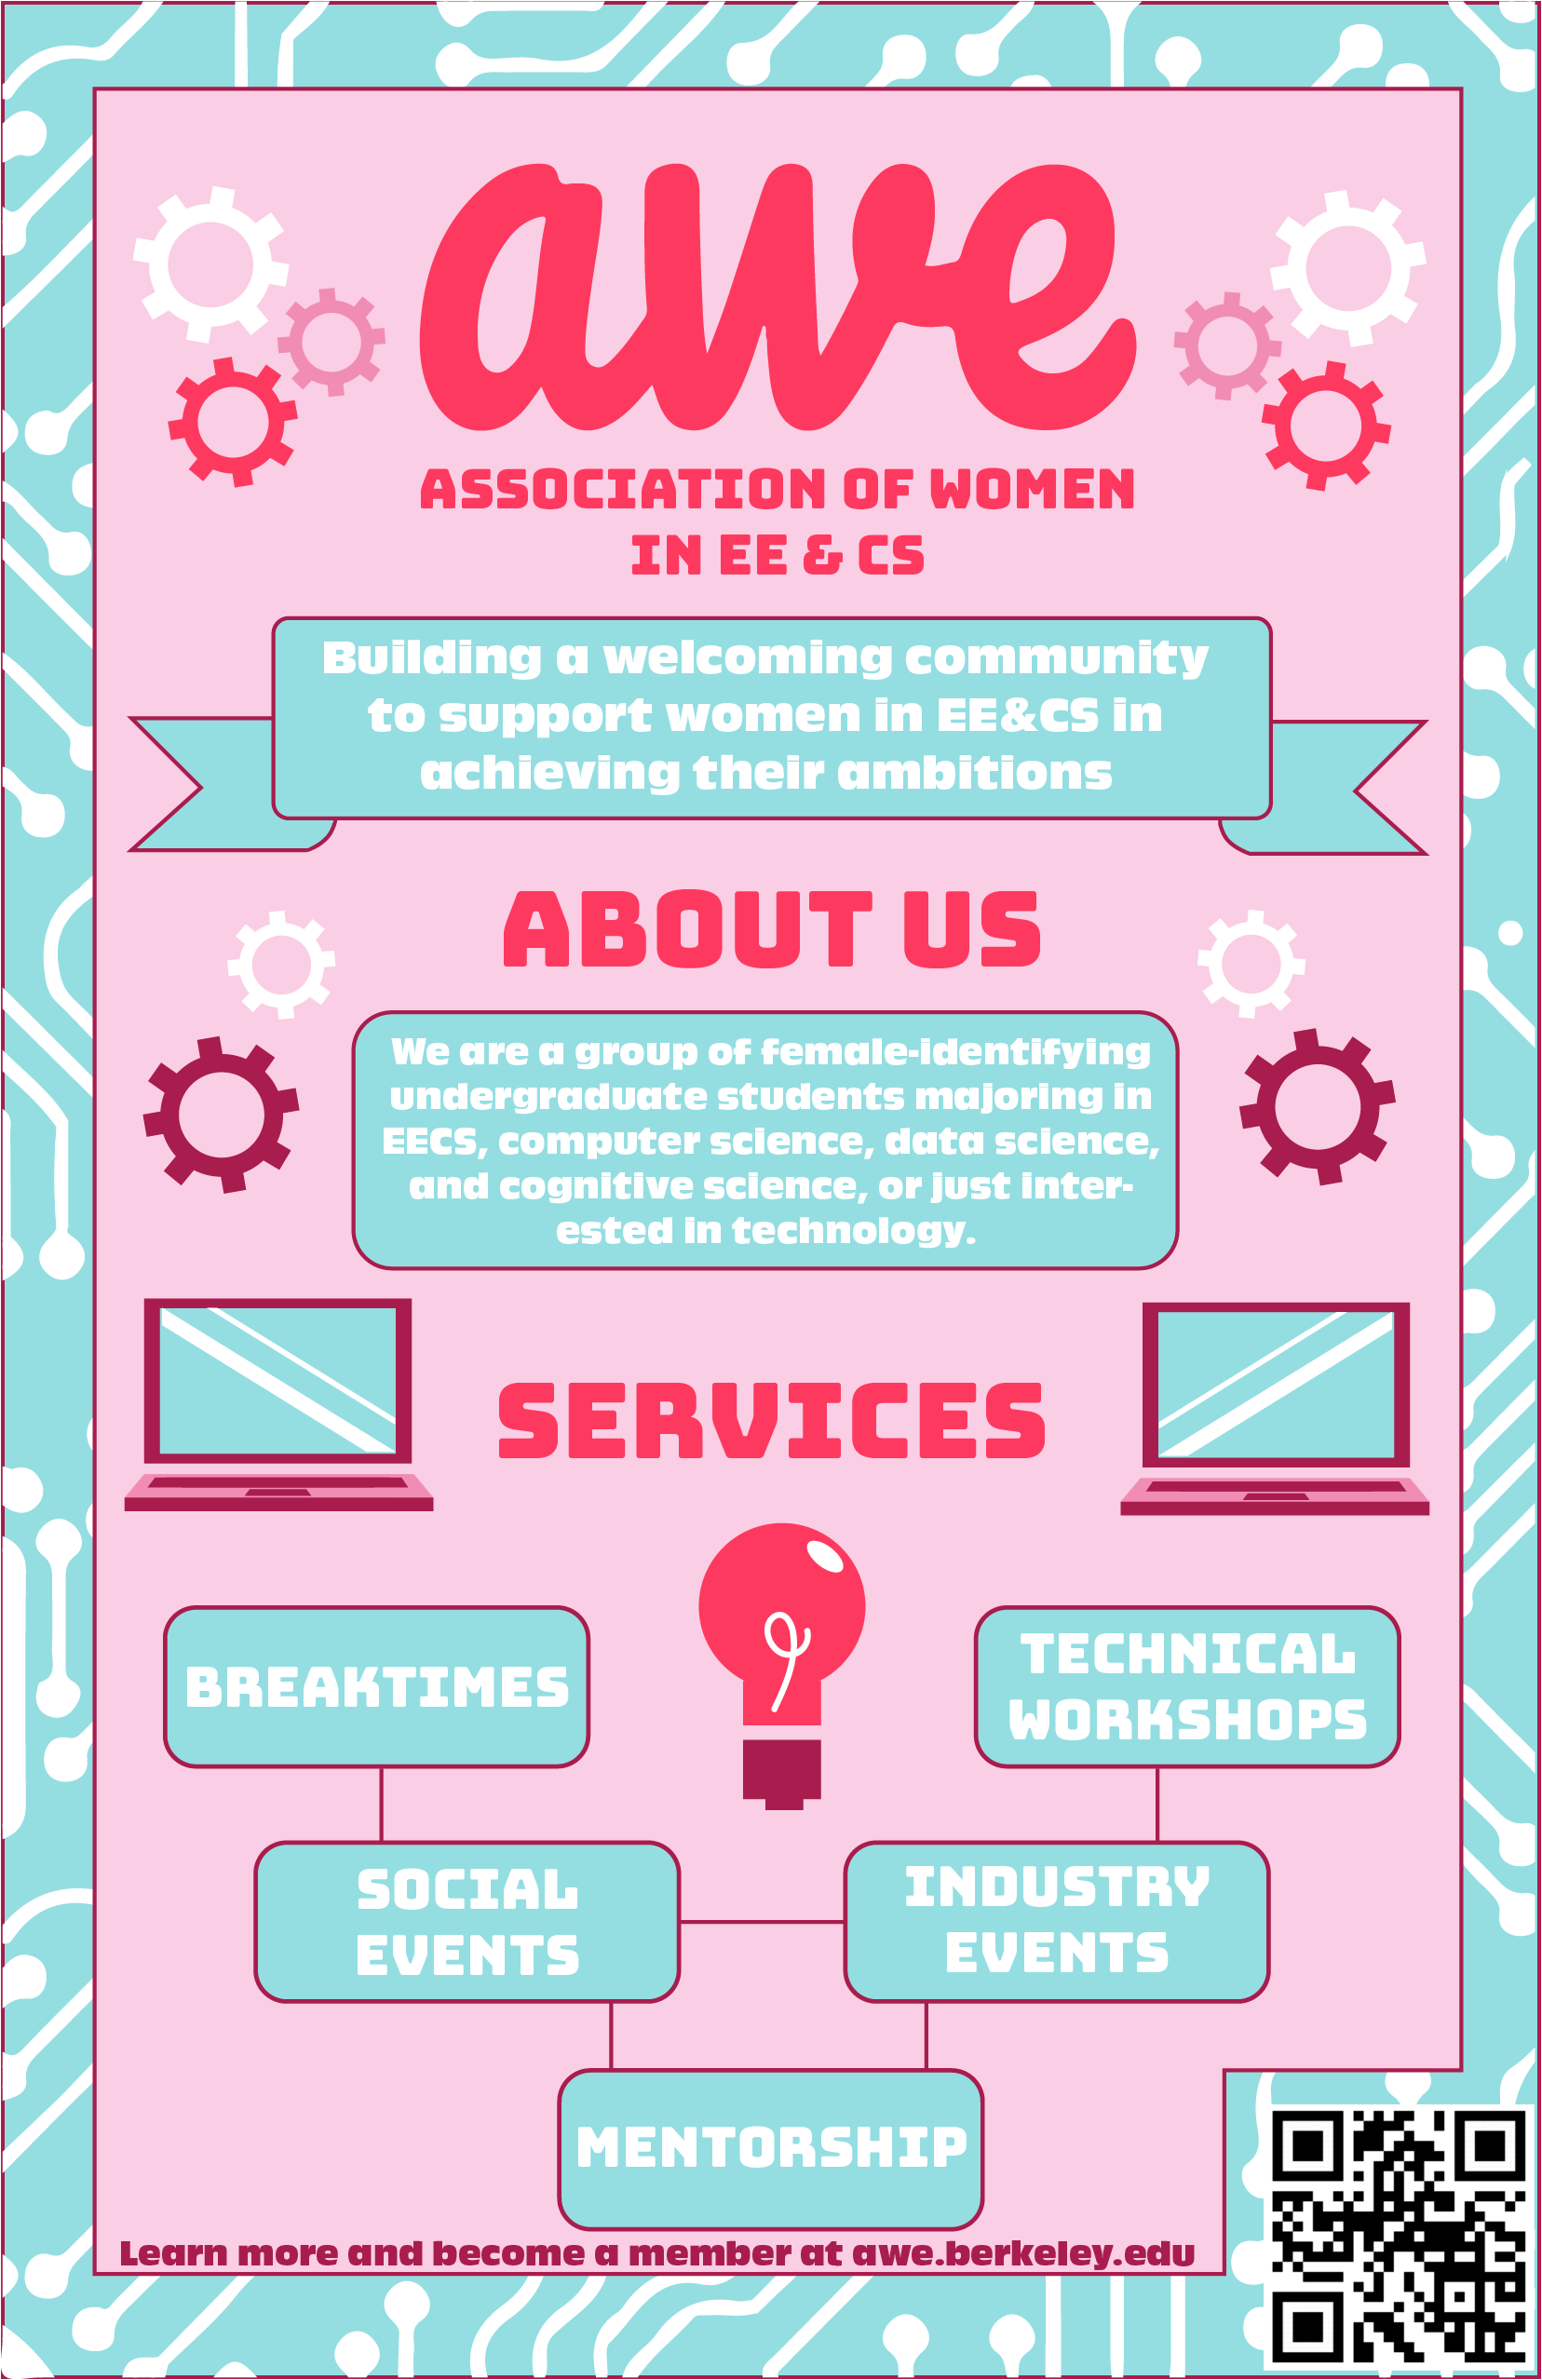 awe
ASSOCIATION OF WOMEN
IN EE & CS
Building a welcoming community
to support women in EE&CS in
achieving their ambitions
ABOUT US
We are a group of female-identifying
undergraduate students majoring in
EECS, computer science, data science,
and cognitive science, or just inter-
ested in technology.
SERVICES
BREAKTIMES
TECHNICAL
WORKSHOPS
SOCIAL
EVENTS
INDUSTRY
EVENTS
MENTORSHIP
Learn more and become a member at awe.berkeley.edu